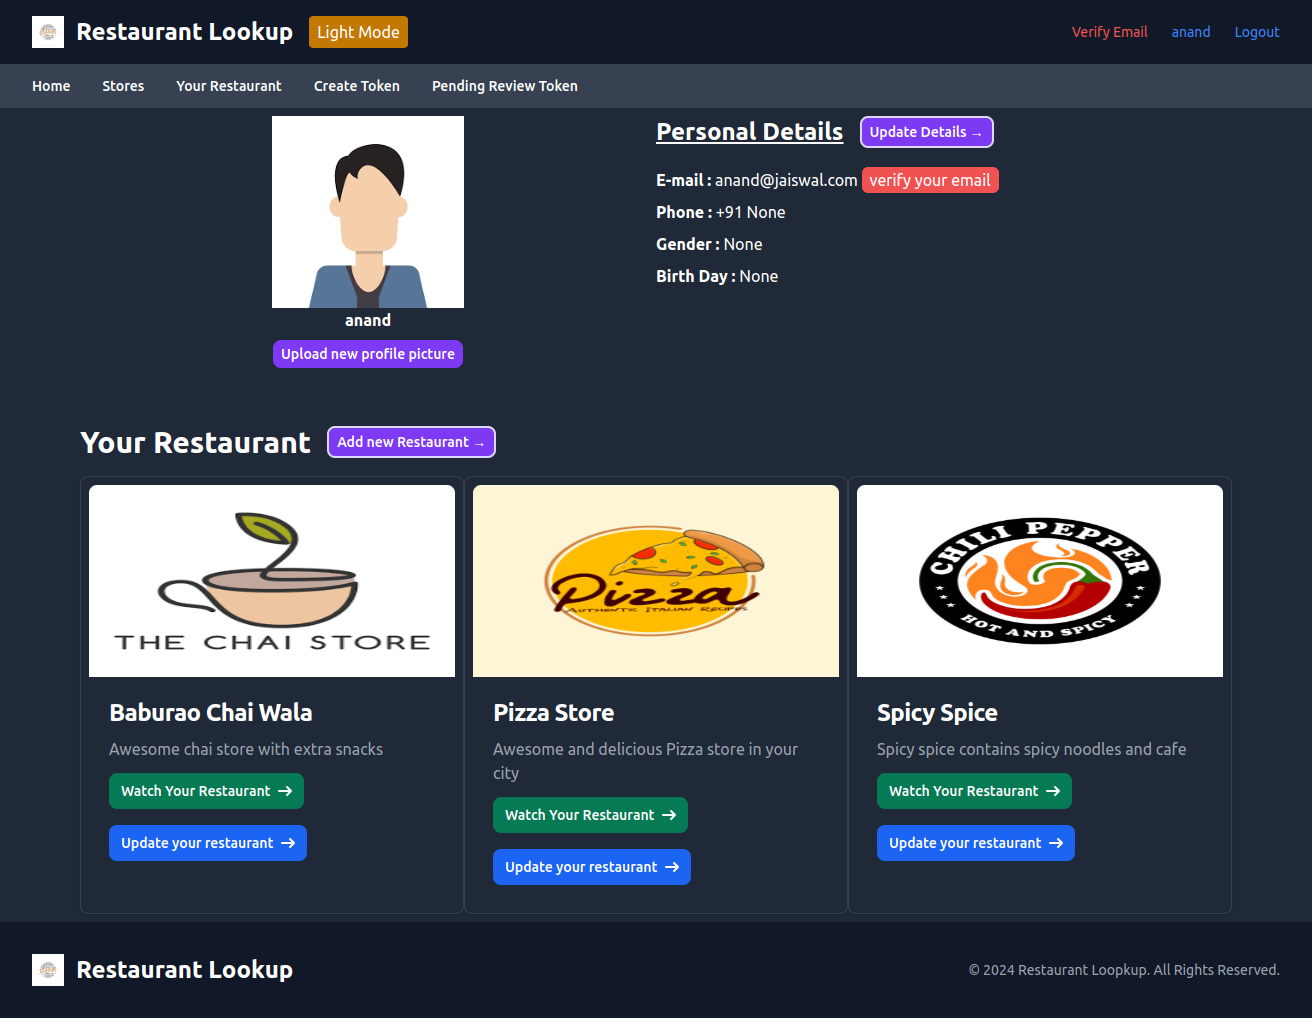 Restaurant Lookup
Light Mode
Verify Email
anand
Logout
Home
Stores
Your Restaurant
Create Token
Pending Review Token
anand
Upload new profile picture
Personal Details
Update Details →
E-mail : anand@jaiswal.com verify your email
Phone : +91 None
Gender : None
Birth Day : None
Your Restaurant
Add new Restaurant →
THE CHAI STORE
Baburao Chai Wala
Awesome chai store with extra snacks
Watch Your Restaurant →
Update your restaurant →
Pizza
AUTHENTIC ITALIAN RECIPES
Pizza Store
Awesome and delicious Pizza store in your
city
Watch Your Restaurant →
Update your restaurant →
CHILI PEPPER
HOT AND SPICY
Spicy Spice
Spicy spice contains spicy noodles and cafe
Watch Your Restaurant →
Update your restaurant →
Restaurant Lookup
© 2024 Restaurant Loopkup. All Rights Reserved.